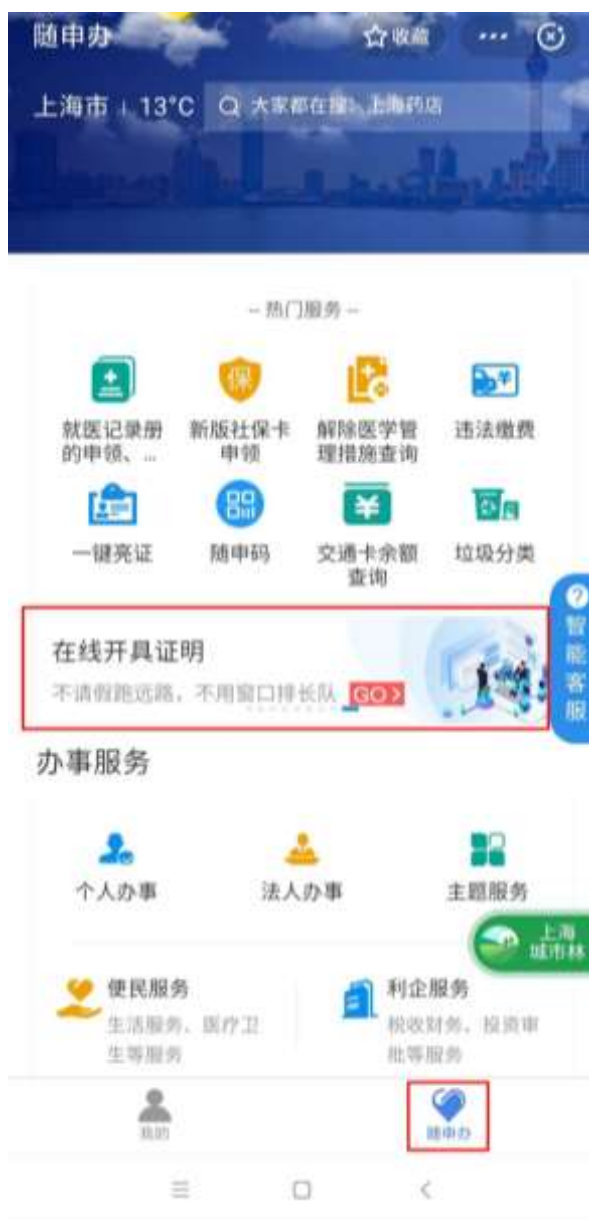 随申办
收藏
上海市 13°C 大家都在搜：上海药店
-- 热门服务 --
就医记录册的申领、...
新版社保卡申领
解除医学管理措施查询
违法缴费
一键亮证
随申码
交通卡余额查询
垃圾分类
智能客服
在线开具证明
不请假跑远路，不用窗口排长队 GO >
办事服务
个人办事
法人办事
主题服务
上海
城市林
便民服务
生活服务、医疗卫
生等服务
利企服务
税收财务、投资审
批等服务
我的
随申办